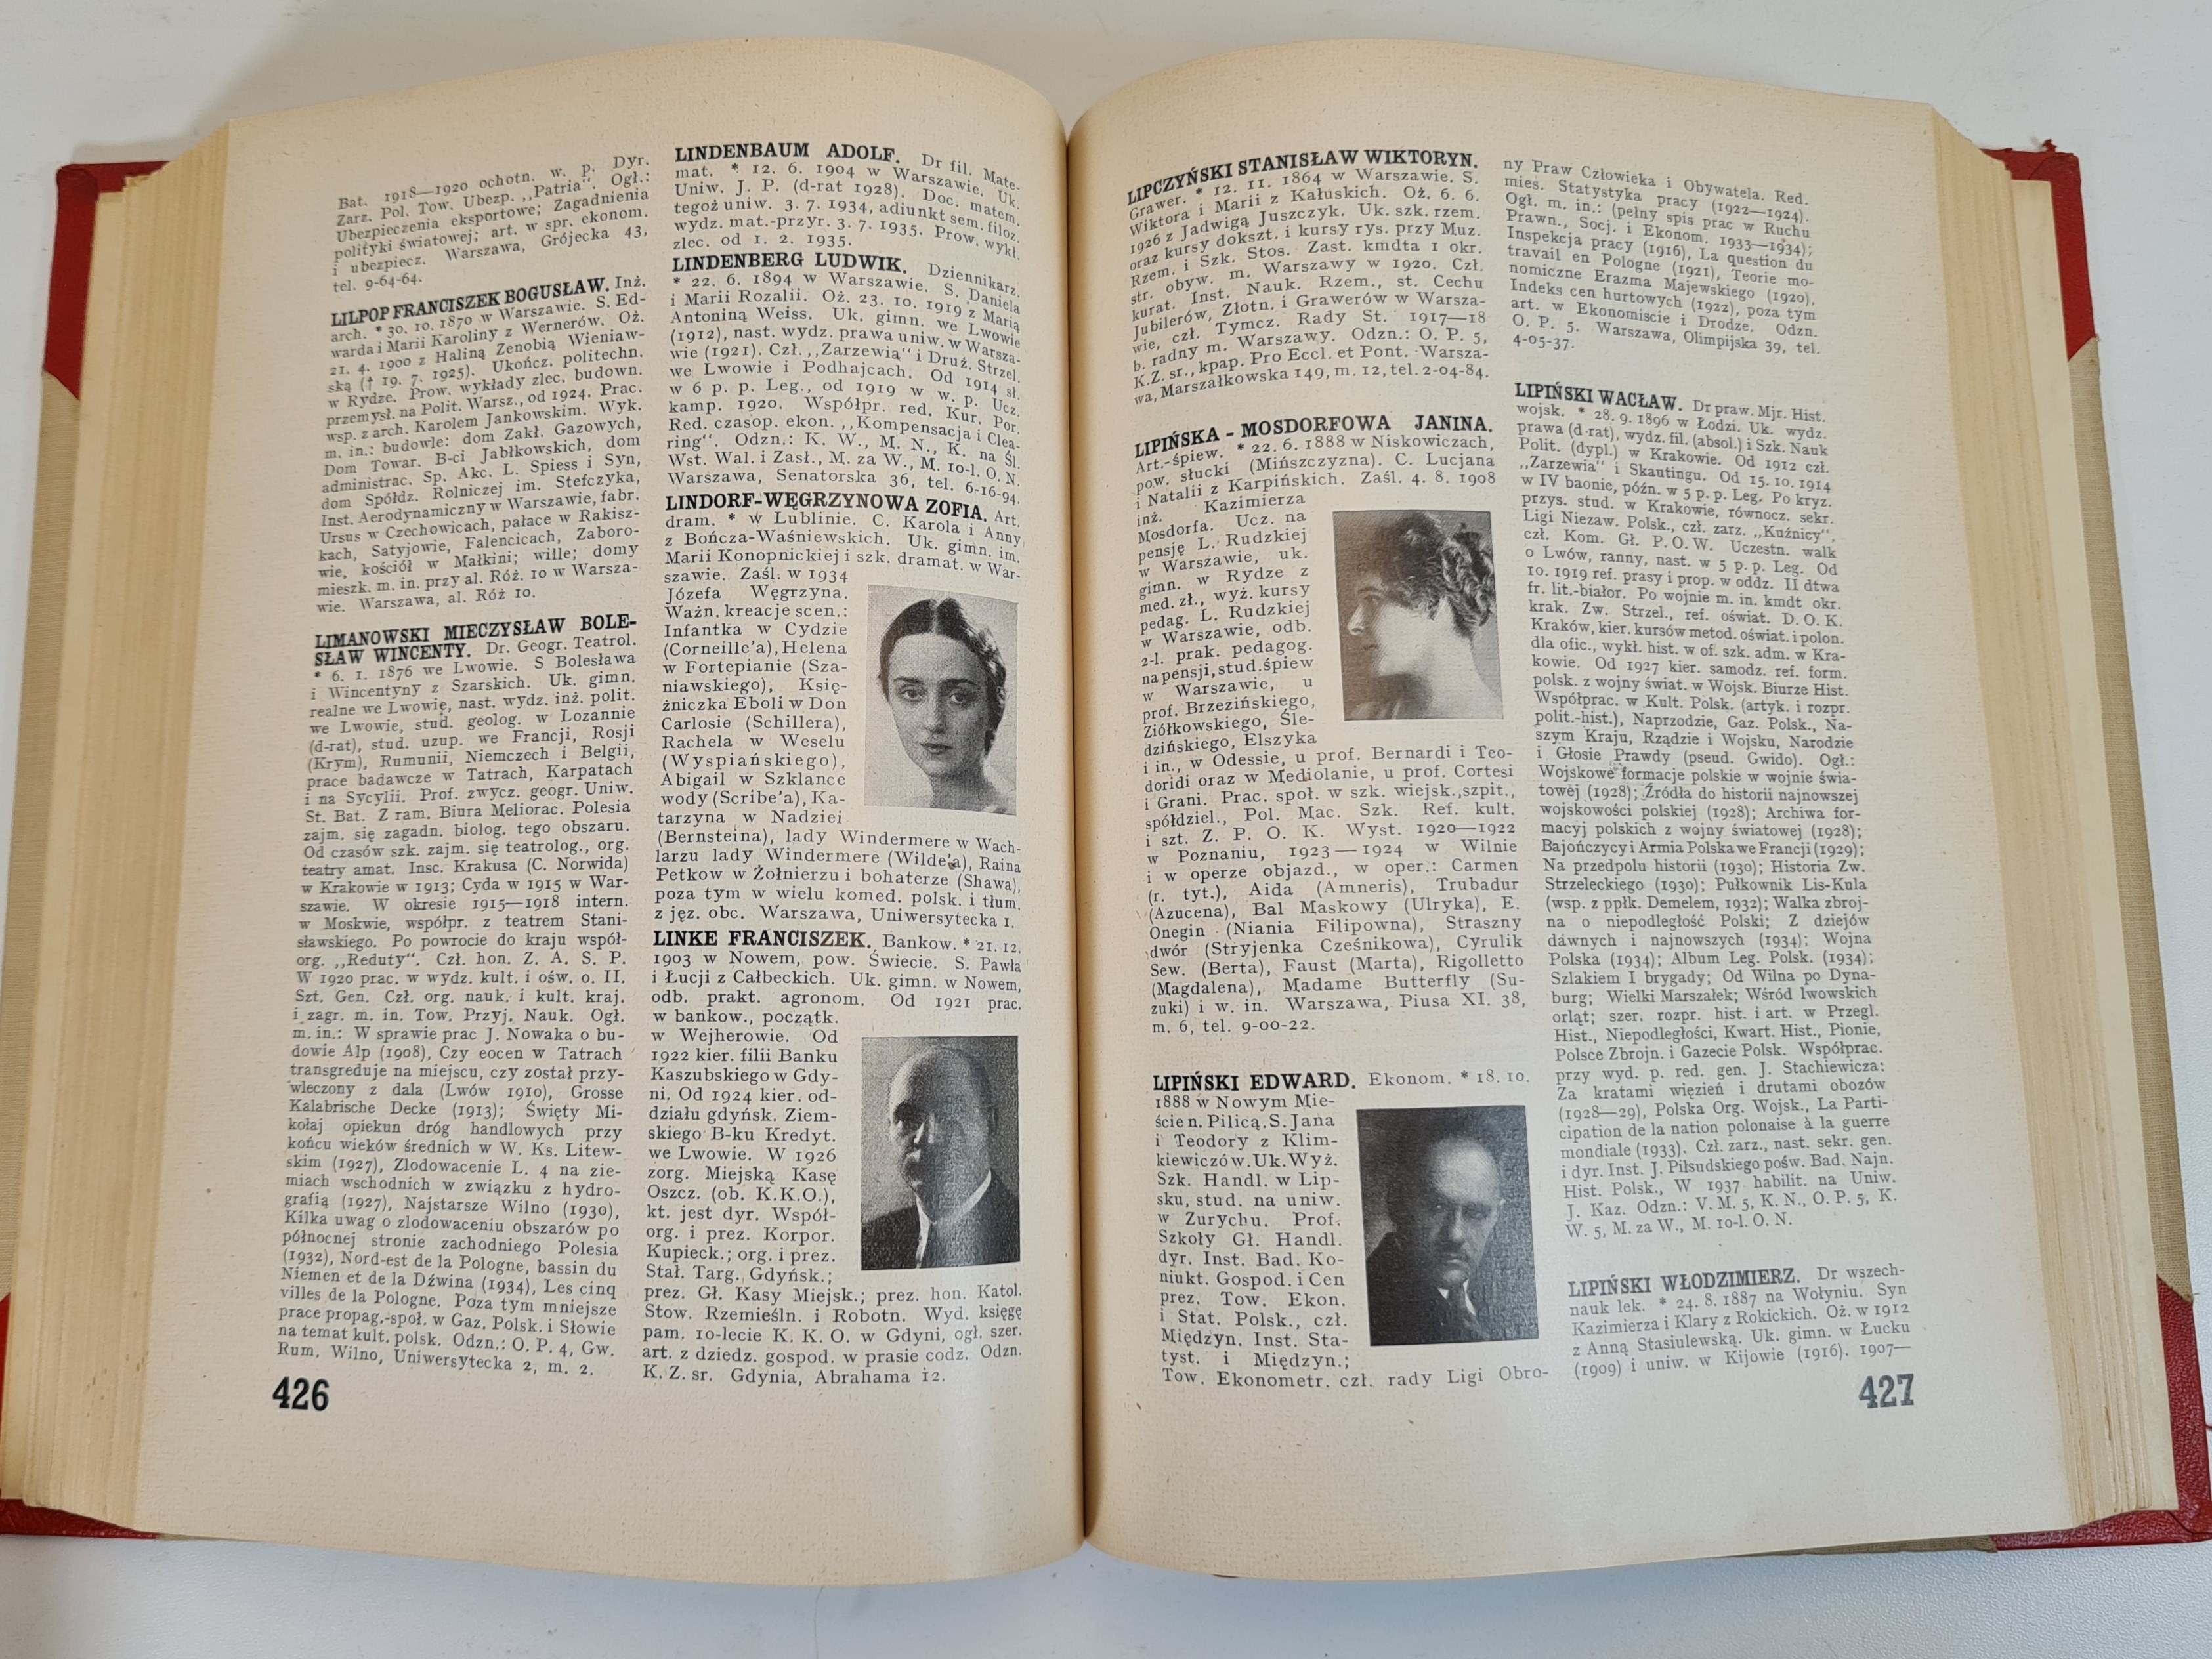 Bat. 1918—1920 ochotn. w. p. Dyr.
Zarz. Pol. Tow. Ubezp. ,,Patria“. Ogł.:
Ubezpieczenia eksportowe; Zagadnienia
polityki światowej; art. w spr. ekonom.
i ubezpiecz. Warszawa, Grójecka 43,
tel. 9-64-64.
LILPOP FRANCISZEK BOGUSŁAW. Inż.
arch. * 30. 10. 1870 w Warszawie. S. Ed-
warda i Marii Karoliny z Wernerów. Oż.
21. 4. 1900 z Haliną Zenobią Wieniaw-
ską († 19. 7. 1925). Ukończ. politechn.
w Rydze. Prow. wykłady zlec. budown.
przemysł. na Polit. Warsz., od 1924. Prac.
wsp. z arch. Karolem Jankowskim. Wyk.
m. in.: budowle: dom Zakł. Gazowych,
Dom Towar. B-ci Jabłkowskich, dom
administrac. Sp. Akc. L. Spiess i Syn,
dom Spółdz. Rolniczej im. Stefczyka,
Inst. Aerodynamiczny w Warszawie, fabr.
Ursus w Czechowicach, pałace w Rakisz-
kach, Satyjowie, Falencicach, Zaboro-
wie, kościół w Małkini; wille; domy
mieszk. m. in. przy al. Róż. 10 w Warsza-
wie. Warszawa, al. Róż 10.
LIMANOWSKI MIECZYSŁAW BOLE-
SŁAW WINCENTY. Dr. Geogr. Teatrol.
* 6. 1. 1876 we Lwowie. S Bolesława
i Wincentyny z Szarskich. Uk. gimn.
realne we Lwowie, nast. wydz. inż. polit.
we Lwowie, stud. geolog. w Lozannie
(d-rat), stud. uzup. we Francji, Rosji
(Krym), Rumunii, Niemczech i Belgii,
prace badawcze w Tatrach, Karpatach
i na Sycylii. Prof. zwycz. geogr. Uniw.
St. Bat. Z ram. Biura Meliorac. Polesia
zajm. się zagadn. biolog. tego obszaru.
Od czasów szk. zajm. się teatrolog., org.
teatry amat. Insc. Krakusa (C. Norwida)
w Krakowie w 1913; Cyda w 1915 w War-
szawie. W okresie 1915—1918 intern.
w Moskwie, współpr. z teatrem Stani-
sławskiego. Po powrocie do kraju współ-
org. ,,Reduty“. Czł. hon. Z. A. S. P.
W 1920 prac. w wydz. kult. i ośw. o. II.
Szt. Gen. Czł. org. nauk. i kult. kraj.
i zagr. m. in. Tow. Przyj. Nauk. Ogł.
m. in.: W sprawie prac J. Nowaka o bu-
dowie Alp (1908), Czy eocen w Tatrach
transgreduje na miejscu, czy został przy-
wleczony z dala (Lwów 1910), Grosse
Kalabrische Decke (1913); Święty Mi-
kołaj opiekun dróg handlowych przy
końcu wieków średnich w W. Ks. Litew-
skim (1927), Zlodowacenie L. 4 na zie-
miach wschodnich w związku z hydro-
grafią (1927), Najstarsze Wilno (1930),
Kilka uwag o zlodowaceniu obszarów po
północnej stronie zachodniego Polesia
(1932), Nord-est de la Pologne, bassin du
Niemen et de la Dźwina (1934), Les cinq
villes de la Pologne. Poza tym mniejsze
prace propag.-społ. w Gaz. Polsk. i Słowie
na temat kult. polsk. Odzn.: O. P. 4, Gw.
Rum. Wilno, Uniwersytecka 2, m. 2.
426
LINDENBAUM ADOLF. Dr fil. Mate-
mat. * 12. 6. 1904 w Warszawie. Uk.
Uniw. J. P. (d-rat 1928). Doc. matem.
tegoż uniw. 3. 7. 1934, adiunkt sem. filoz.
wydz. mat.-przyr. 3. 7. 1935. Prow. wykł.
zlec. od 1. 2. 1935.
LINDENBERG LUDWIK. Dziennikarz.
* 22. 6. 1894 w Warszawie. S. Daniela
i Marii Rozalii. Oż. 23. 10. 1919 z Marią
Antoniną Weiss. Uk. gimn. we Lwowie
(1912), nast. wydz. prawa uniw. w Warsza-
wie (1921). Czł. ,,Zarzewia“ i Druż. Strzel.
we Lwowie i Podhajcach. Od 1914 sł.
w 6 p. p. Leg., od 1919 w w. p. Ucz.
kamp. 1920. Współpr. red. Kur. Por.
Red. czasop. ekon. ,,Kompensacja i Clea-
ring“. Odzn.: K. W., M. N., K. na Śl.
Wst. Wal. i Zasł., M. za W., M. 10-l. O. N.
Warszawa, Senatorska 36, tel. 6-16-94.
LINDORF-WĘGRZYNOWA ZOFIA. Art.
dram. * w Lublinie. C. Karola i Anny
z Bończa-Waśniewskich. Uk. gimn. im.
Marii Konopnickiej i szk. dramat. w War-
szawie. Zaśl. w 1934
Józefa Węgrzyna.
Ważn. kreacje scen.:
Infantka w Cydzie
(Corneille'a), Helena
w Fortepianie (Sza-
niawskiego), Księ-
żniczka Eboli w Don
Carlosie (Schillera),
Rachela w Weselu
(Wyspiańskiego),
Abigail w Szklance
wody (Scribe'a), Ka-
tarzyna w Nadziei
(Bernsteina), lady Windermere w Wach-
larzu lady Windermere (Wilde'a), Raina
Petkow w Żołnierzu i bohaterze (Shawa),
poza tym w wielu komed. polsk. i tłum.
z jęz. obc. Warszawa, Uniwersytecka 1.
LINKE FRANCISZEK. Bankow. * 21. 12.
1903 w Nowem, pow. Świecie. S. Pawła
i Łucji z Całbeckich. Uk. gimn. w Nowem,
odb. prakt. agronom. Od 1921 prac.
w bankow., początk.
w Wejherowie. Od
1922 kier. filii Banku
Kaszubskiego w Gdy-
ni. Od 1924 kier. od-
działu gdyńsk. Ziem-
skiego B-ku Kredyt.
we Lwowie. W 1926
zorg. Miejską Kasę
Oszcz. (ob. K.K.O.),
kt. jest dyr. Współ-
org. i prez. Korpor.
Kupieck.; org. i prez.
Stał. Targ. Gdyńsk.;
prez. Gł. Kasy Miejsk.; prez. hon. Katol.
Stow. Rzemieśln. i Robotn. Wyd. księgę
pam. 10-lecie K. K. O. w Gdyni, ogł. szer.
art. z dziedz. gospod. w prasie codz. Odzn.
K. Z. sr. Gdynia, Abrahama 12.
LIPCZYŃSKI STANISŁAW WIKTORYN.
Grawer. * 12. 11. 1864 w Warszawie. S.
Wiktora i Marii z Kałuskich. Oż. 6. 6.
1926 z Jadwigą Juszczyk. Uk. szk. rzem.
oraz kursy dokszt. i kursy rys. przy Muz.
Rzem. i Szk. Stos. Zast. kmdta 1 okr.
str. obyw. m. Warszawy w 1920. Czł.
kurat. Inst. Nauk. Rzem., st. Cechu
Jubilerów, Złotn. i Grawerów w Warsza-
wie, czł. Tymcz. Rady St. 1917—18
b. radny m. Warszawy. Odzn.: O. P. 5,
K.Z. sr., kpap. Pro Eccl. et Pont. Warsza-
wa, Marszałkowska 149, m. 12, tel. 2-04-84.
LIPIŃSKA - MOSDORFOWA JANINA.
Art.-śpiew. * 22. 6. 1888 w Niskowiczach,
pow. słucki (Mińszczyzna). C. Lucjana
i Natalii z Karpińskich. Zaśl. 4. 8. 1908
inż. Kazimierza
Mosdorfa. Ucz. na
pensję L. Rudzkiej
w Warszawie, uk.
gimn. w Rydze z
med. zł., wyż. kursy
pedag. L. Rudzkiej
w Warszawie, odb.
2-l. prak. pedagog.
na pensji, stud. śpiew
w Warszawie, u
prof. Brzezińskiego,
Ziółkowskiego, Śle-
dzińskiego, Elszyka
i in., w Odessie, u prof. Bernardi i Teo-
doridi oraz w Mediolanie, u prof. Cortesi
i Grani. Prac. społ. w szk. wiejsk., szpit.,
spółdziel., Pol. Mac. Szk. Ref. kult.
i szt. Z. P. O. K. Wyst. 1920—1922
w Poznaniu, 1923—1924 w Wilnie
i w operze objazd., w oper.: Carmen
(r. tyt.), Aida (Amneris), Trubadur
(Azucena), Bal Maskowy (Ulryka), E.
Onegin (Niania Filipowna), Straszny
dwór (Stryjenka Cześnikowa), Cyrulik
Sew. (Berta), Faust (Marta), Rigolletto
(Magdalena), Madame Butterfly (Su-
zuki) i w. in. Warszawa, Piusa XI. 38,
m. 6, tel. 9-00-22.
LIPIŃSKI EDWARD. Ekonom. * 18. 10.
1888 w Nowym Mie-
ście n. Pilicą. S. Jana
i Teodory z Klim-
kiewiczów. Uk. Wyż.
Szk. Handl. w Lip-
sku, stud. na uniw.
w Zurychu. Prof.
Szkoły Gł. Handl.
dyr. Inst. Bad. Ko-
niukt. Gospod. i Cen
prez. Tow. Ekon.
i Stat. Polsk., czł.
Międzyn. Inst. Sta-
tyst. i Międzyn.;
Tow. Ekonometr. czł. rady Ligi Obro-
ny Praw Człowieka i Obywatela. Red.
mies. Statystyka pracy (1922—1924).
Ogł. m. in.: (pełny spis prac w Ruchu
Prawn., Socj. i Ekonom. 1933—1934);
Inspekcja pracy (1916), La question du
travail en Pologne (1921), Teorie mo-
nomiczne Erazma Majewskiego (1920),
Indeks cen hurtowych (1922), poza tym
art. w Ekonomiscie i Drodze. Odzn.
O. P. 5. Warszawa, Olimpijska 39, tel.
4-05-37.
LIPIŃSKI WACŁAW. Dr praw. Mjr. Hist.
wojsk. * 28. 9. 1896 w Łodzi. Uk. wydz.
prawa (d-rat), wydz. fil. (absol.) i Szk. Nauk
Polit. (dypl.) w Krakowie. Od 1912 czł.
,,Zarzewia“ i Skautingu. Od 15. 10. 1914
w IV baonie, późn. w 5 p. p. Leg. Po kryz.
przys. stud. w Krakowie, równocz. sekr.
Ligi Niezaw. Polsk., czł. zarz. ,,Kuźnicy“,
czł. Kom. Gł. P. O. W. Uczestn. walk
o Lwów, ranny, nast. w 5 p. p. Leg. Od
10. 1919 ref. prasy i prop. w oddz. II dtwa
fr. lit.-białor. Po wojnie m. in. kmdt okr.
krak. Zw. Strzel., ref. oświat. D. O. K.
Kraków, kier. kursów metod. oświat. i polon.
dla ofic., wykł. hist. w of. szk. adm. w Kra-
kowie. Od 1927 kier. samodz. ref. form.
polsk. z wojny świat. w Wojsk. Biurze Hist.
Współprac. w Kult. Polsk. (artyk. i rozpr.
polit.-hist.), Naprzodzie, Gaz. Polsk., Na-
szym Kraju, Rządzie i Wojsku, Narodzie
i Głosie Prawdy (pseud. Gwido). Ogł.:
Wojskowe formacje polskie w wojnie świa-
towej (1928); Źródła do historii najnowszej
wojskowości polskiej (1928); Archiwa for-
macyj polskich z wojny światowej (1928);
Bajończycy i Armia Polska we Francji (1929);
Na przedpolu historii (1930); Historia Zw.
Strzeleckiego (1930); Pułkownik Lis-Kula
(wsp. z ppłk. Demelem, 1932); Walka zbroj-
na o niepodległość Polski; Z dziejów
dawnych i najnowszych (1934); Wojna
Polska (1934); Album Leg. Polsk. (1934);
Szlakiem I brygady; Od Wilna po Dyna-
burg; Wielki Marszałek; Wśród lwowskich
orląt; szer. rozpr. hist. i art. w Przegl.
Hist., Niepodległości, Kwart. Hist., Pionie,
Polsce Zbrojn. i Gazecie Polsk. Współprac.
przy wyd. p. red. gen. J. Stachiewicza:
Za kratami więzień i drutami obozów
(1928—29), Polska Org. Wojsk., La Parti-
cipation de la nation polonaise à la guerre
mondiale (1933). Czł. zarz., nast. sekr. gen.
i dyr. Inst. J. Piłsudskiego pośw. Bad. Najn.
Hist. Polsk., W 1937 habilit. na Uniw.
J. Kaz. Odzn.: V. M. 5, K. N., O. P. 5, K.
W. 5, M. za W., M. 10-l. O. N.
LIPIŃSKI WŁODZIMIERZ. Dr wszech-
nauk lek. * 24. 8. 1887 na Wołyniu. Syn
Kazimierza i Klary z Rokickich. Oż. w 1912
z Anną Stasiulewską. Uk. gimn. w Łucku
(1909) i uniw. w Kijowie (1916). 1907—
427